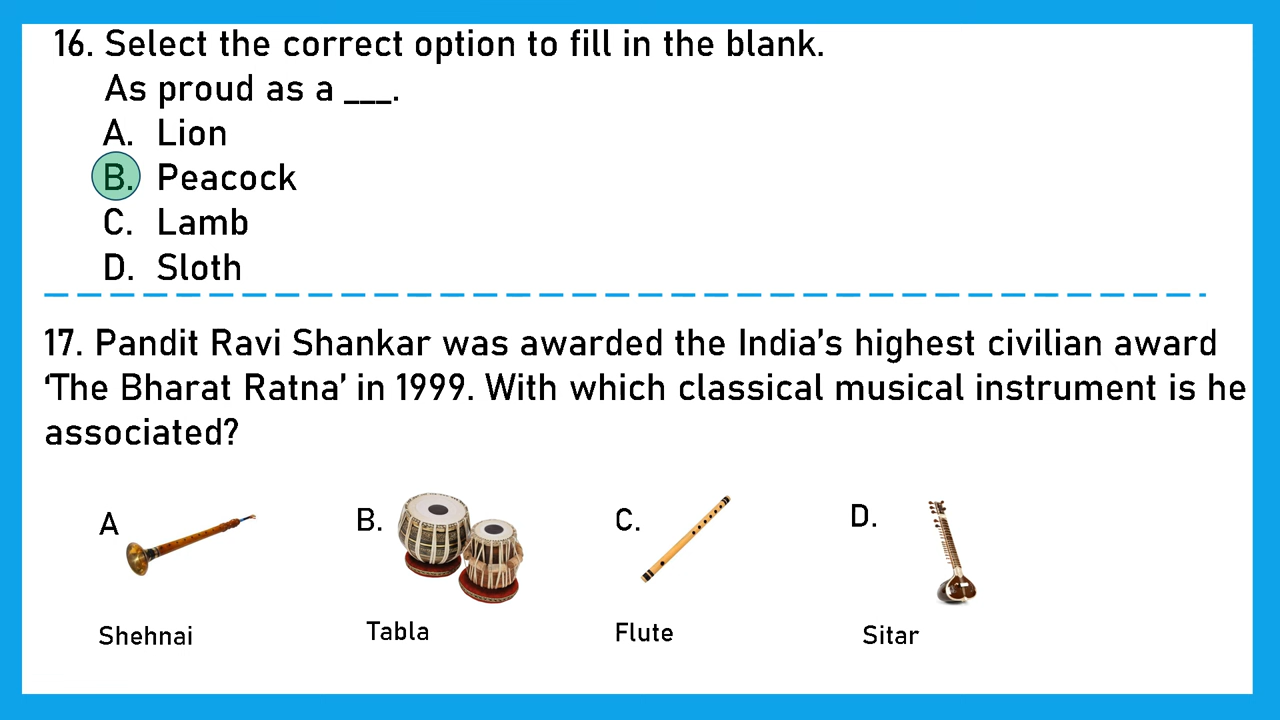 16. Select the correct option to fill in the blank.
As proud as a ___.
A. Lion
B. Peacock
C. Lamb
D. Sloth
17. Pandit Ravi Shankar was awarded the India's highest civilian award
'The Bharat Ratna' in 1999. With which classical musical instrument is he
associated?
A
B.
C.
D.
Shehnai
Tabla
Flute
Sitar